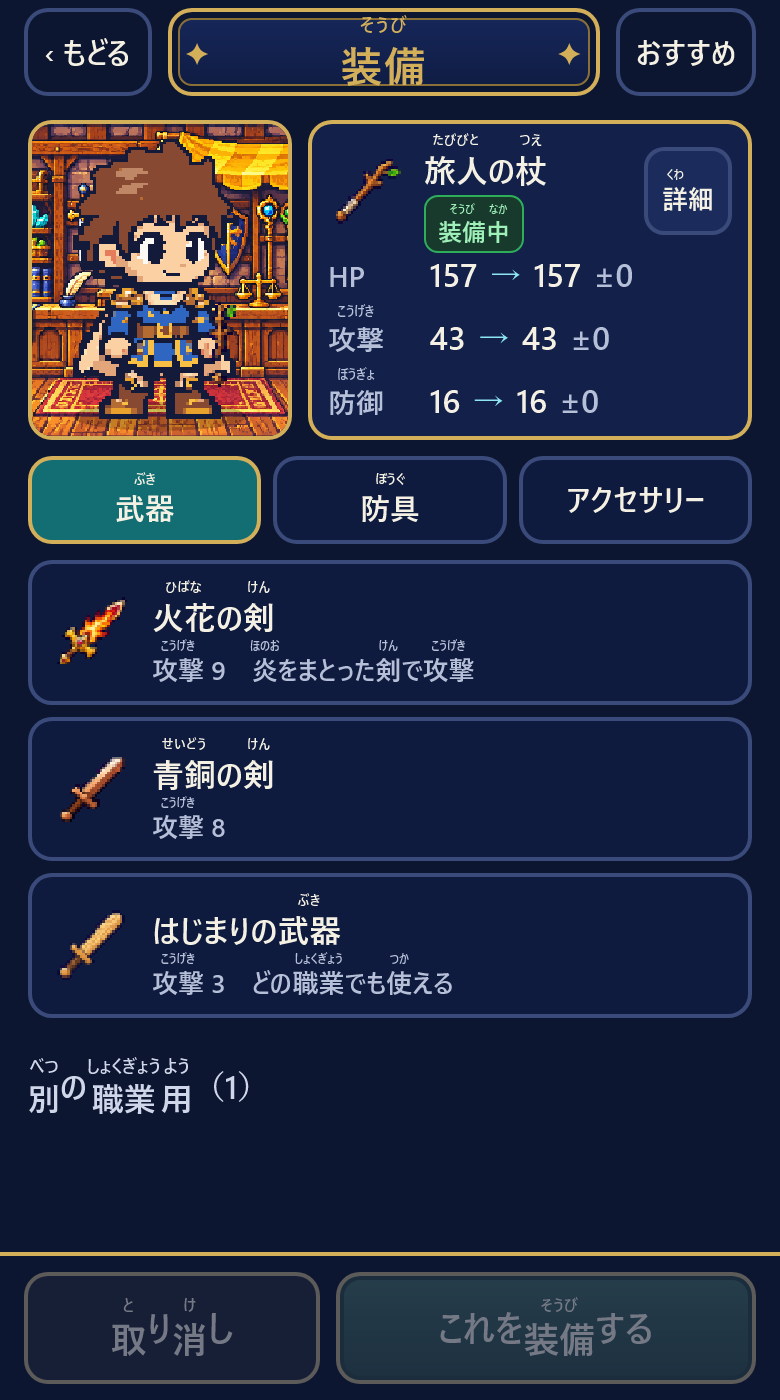 ‹ もどる
そうび
装備
おすすめ
たびびと つえ
旅人の杖
そうび なか
装備中
くわ
詳細
HP 157 → 157 ±0
こうげき
攻撃 43 → 43 ±0
ぼうぎょ
防御 16 → 16 ±0
ぶき
武器
ぼうぐ
防具
アクセサリー
ひばな けん
火花の剣
こうげき ほのお けん こうげき
攻撃 9 炎をまとった剣で攻撃
せいどう けん
青銅の剣
こうげき
攻撃 8
ぶき
はじまりの武器
こうげき しょくぎょう つか
攻撃 3 どの職業でも使える
べつ しょくぎょう よう
別の職業用（1）
と け
取り消し
そうび
これを装備する